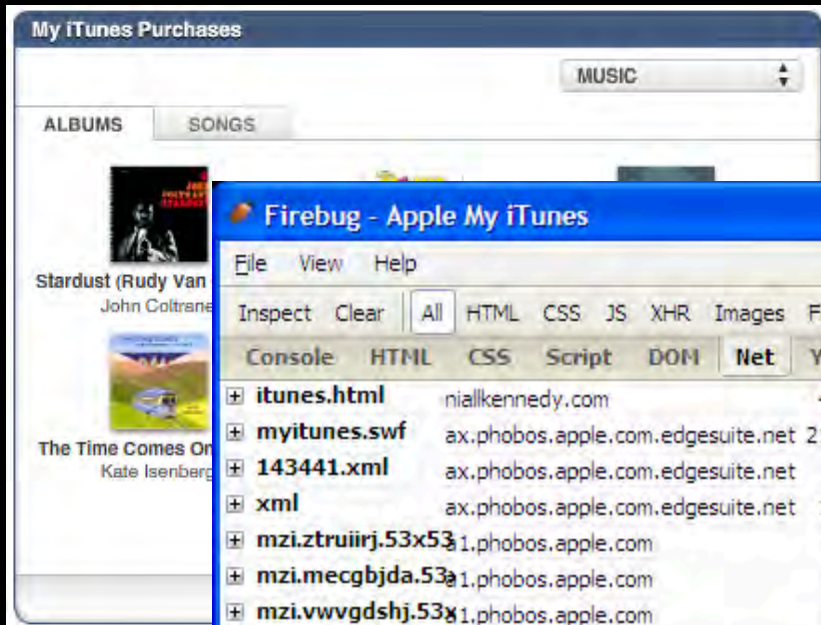 My iTunes Purchases
MUSIC
ALBUMS SONGS
Stardust (Rudy Van
John Coltrane
The Time Comes On
Kate Isenberg
Firebug - Apple My iTunes
File View Help
Inspect Clear All HTML CSS JS XHR Images F
Console HTML CSS Script DOM Net Y
itunes.html niallkennedy.com
myitunes.swf ax.phobos.apple.com.edgesuite.net 2
143441.xml ax.phobos.apple.com.edgesuite.net
xml ax.phobos.apple.com.edgesuite.net
mzi.ztruiirj.53x53 a1.phobos.apple.com
mzi.mecgbjda.53x a1.phobos.apple.com
mzi.vwvgdshj.53x a1.phobos.apple.com